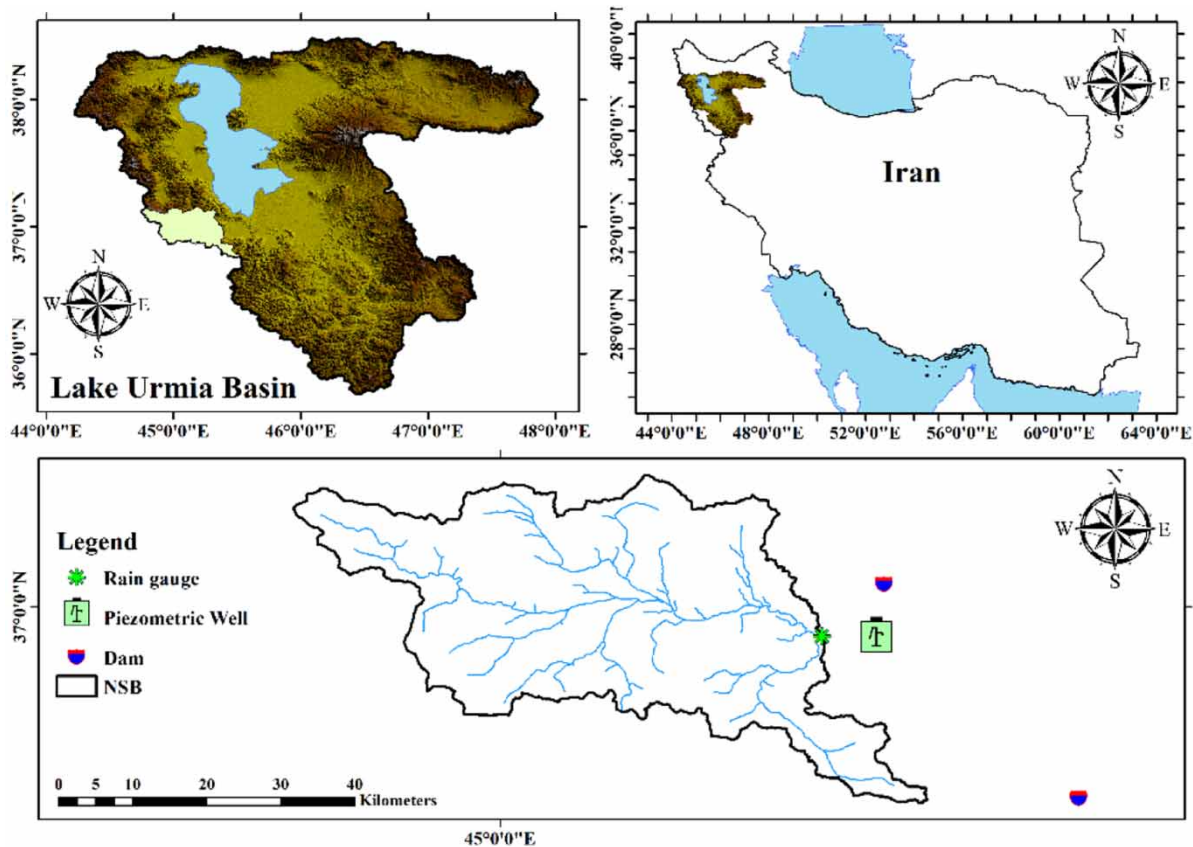 N
W E
S
38°0'0"N
37°0'0"N
36°0'0"N
Lake Urmia Basin
44°0'0"E 45°0'0"E 46°0'0"E 47°0'0"E 48°0'0"E
N
W E
S
40°0'0"N
36°0'0"N
32°0'0"N
28°0'0"N
Iran
44°0'0"E 48°0'0"E 52°0'0"E 56°0'0"E 60°0'0"E 64°0'0"E
N
W E
S
37°0'0"N
Legend
Rain gauge
Piezometric Well
Dam
NSB
0 5 10 20 30 40
Kilometers
45°0'0"E